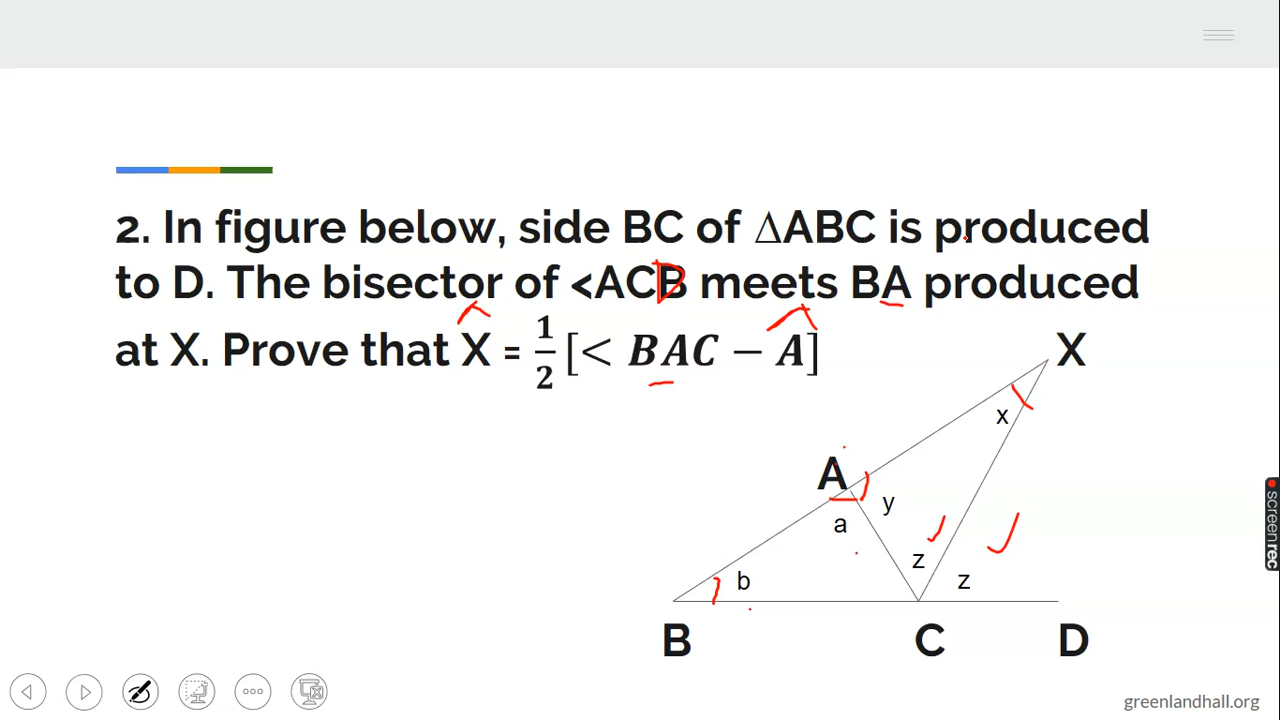 2. In figure below, side BC of ΔABC is produced
to D. The bisector of <ACD meets BA produced
at X. Prove that X̂ = 1/2 [< BAC − Â]
X
x
A
y
a
z
b
z
B
C
D
greenlandhall.org
screenrec